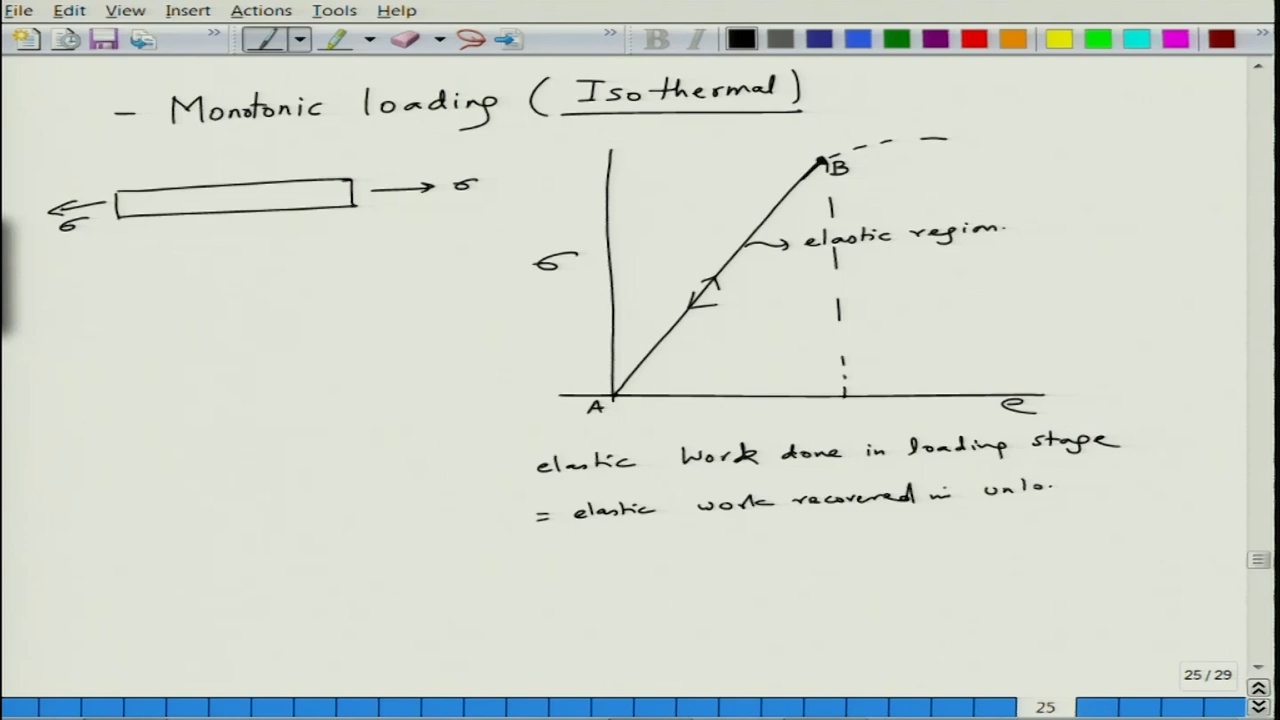 File Edit View Insert Actions Tools Help
B I
- Monotonic loading (Isothermal)
σ
σ
B
elastic region.
σ
A
e
elastic work done in loading stage
= elastic work recovered in unlo.
25 / 29
25